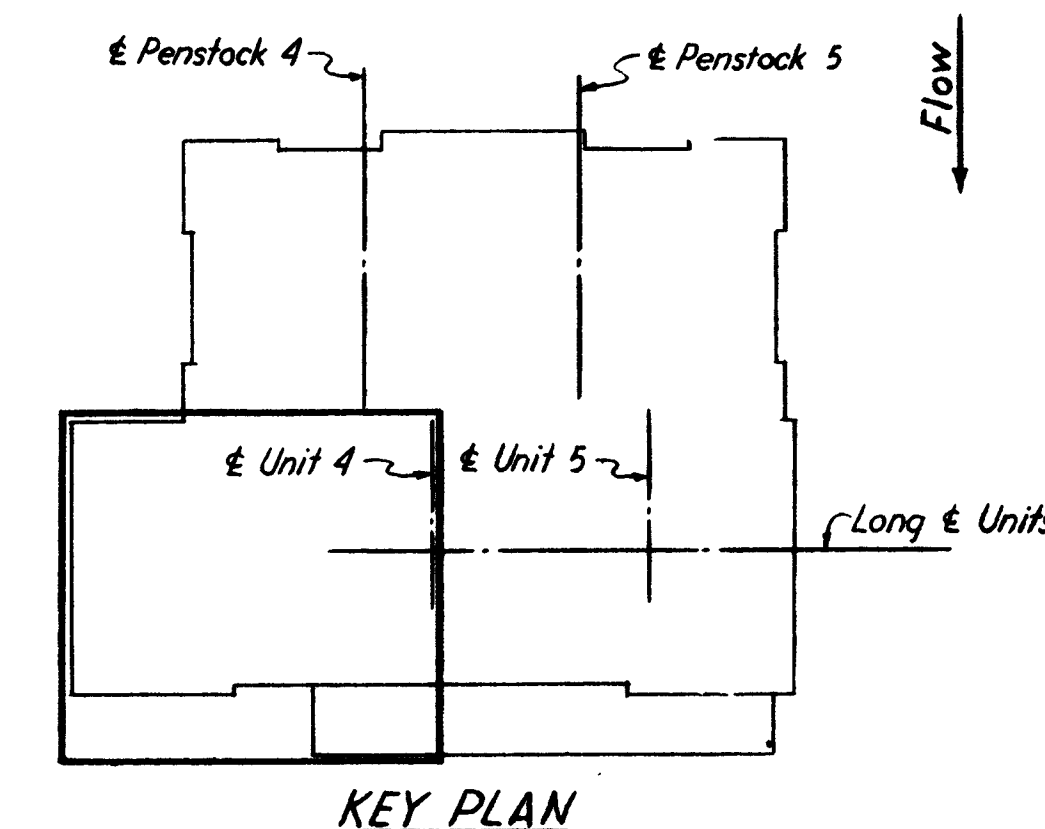 ℄ Penstock 4
℄ Penstock 5
Flow
℄ Unit 4
℄ Unit 5
Long ℄ Units
KEY PLAN